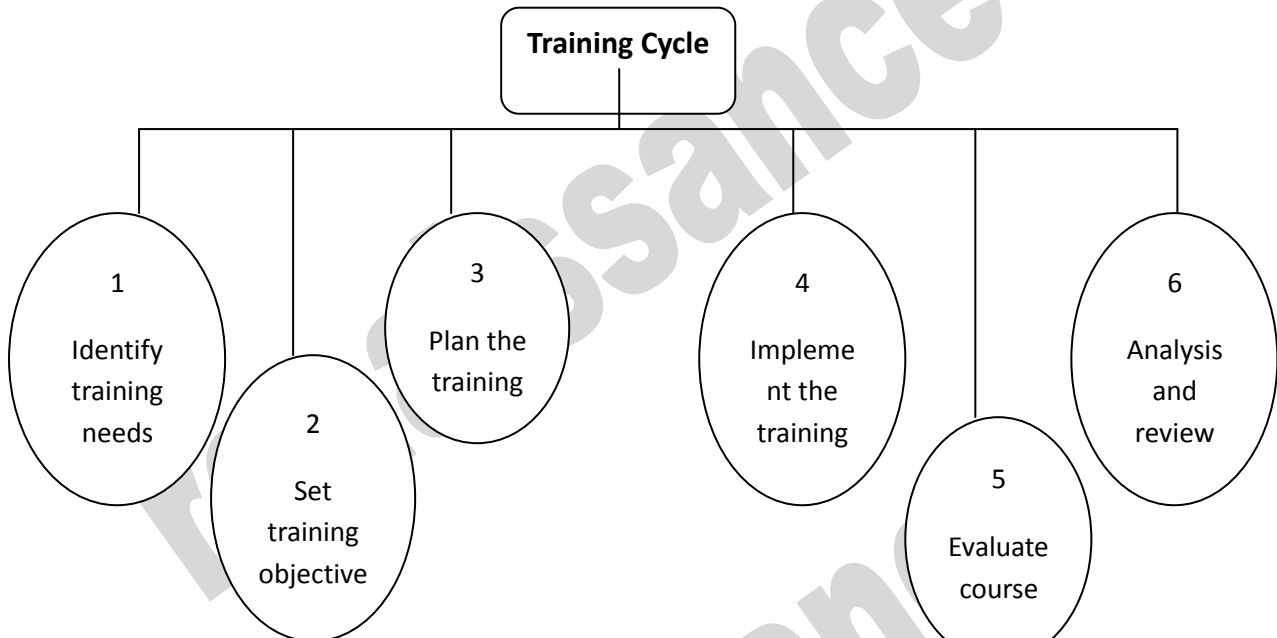 Training Cycle
1
Identify
training
needs
2
Set
training
objective
3
Plan the
training
4
Impleme
nt the
training
5
Evaluate
course
6
Analysis
and
review